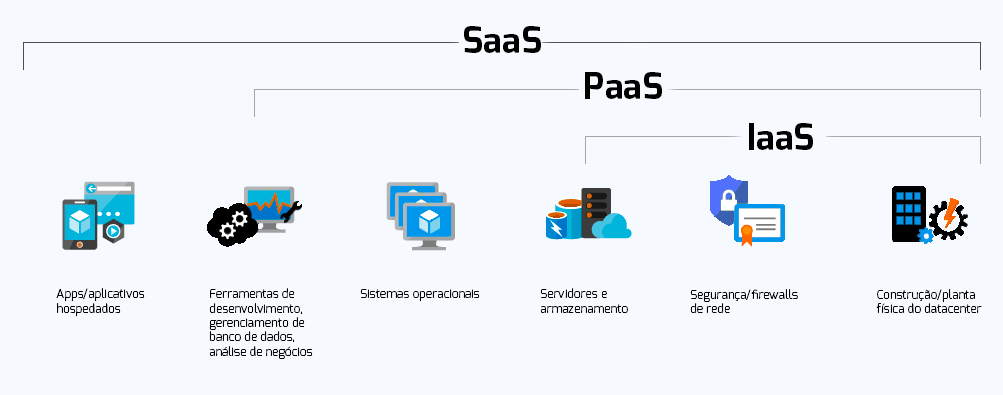 SaaS
PaaS
IaaS
Apps/aplicativos
hospedados
Ferramentas de
desenvolvimento,
gerenciamento de
banco de dados,
análise de negócios
Sistemas operacionais
Servidores e
armazenamento
Segurança/firewalls
de rede
Construção/planta
física do datacenter